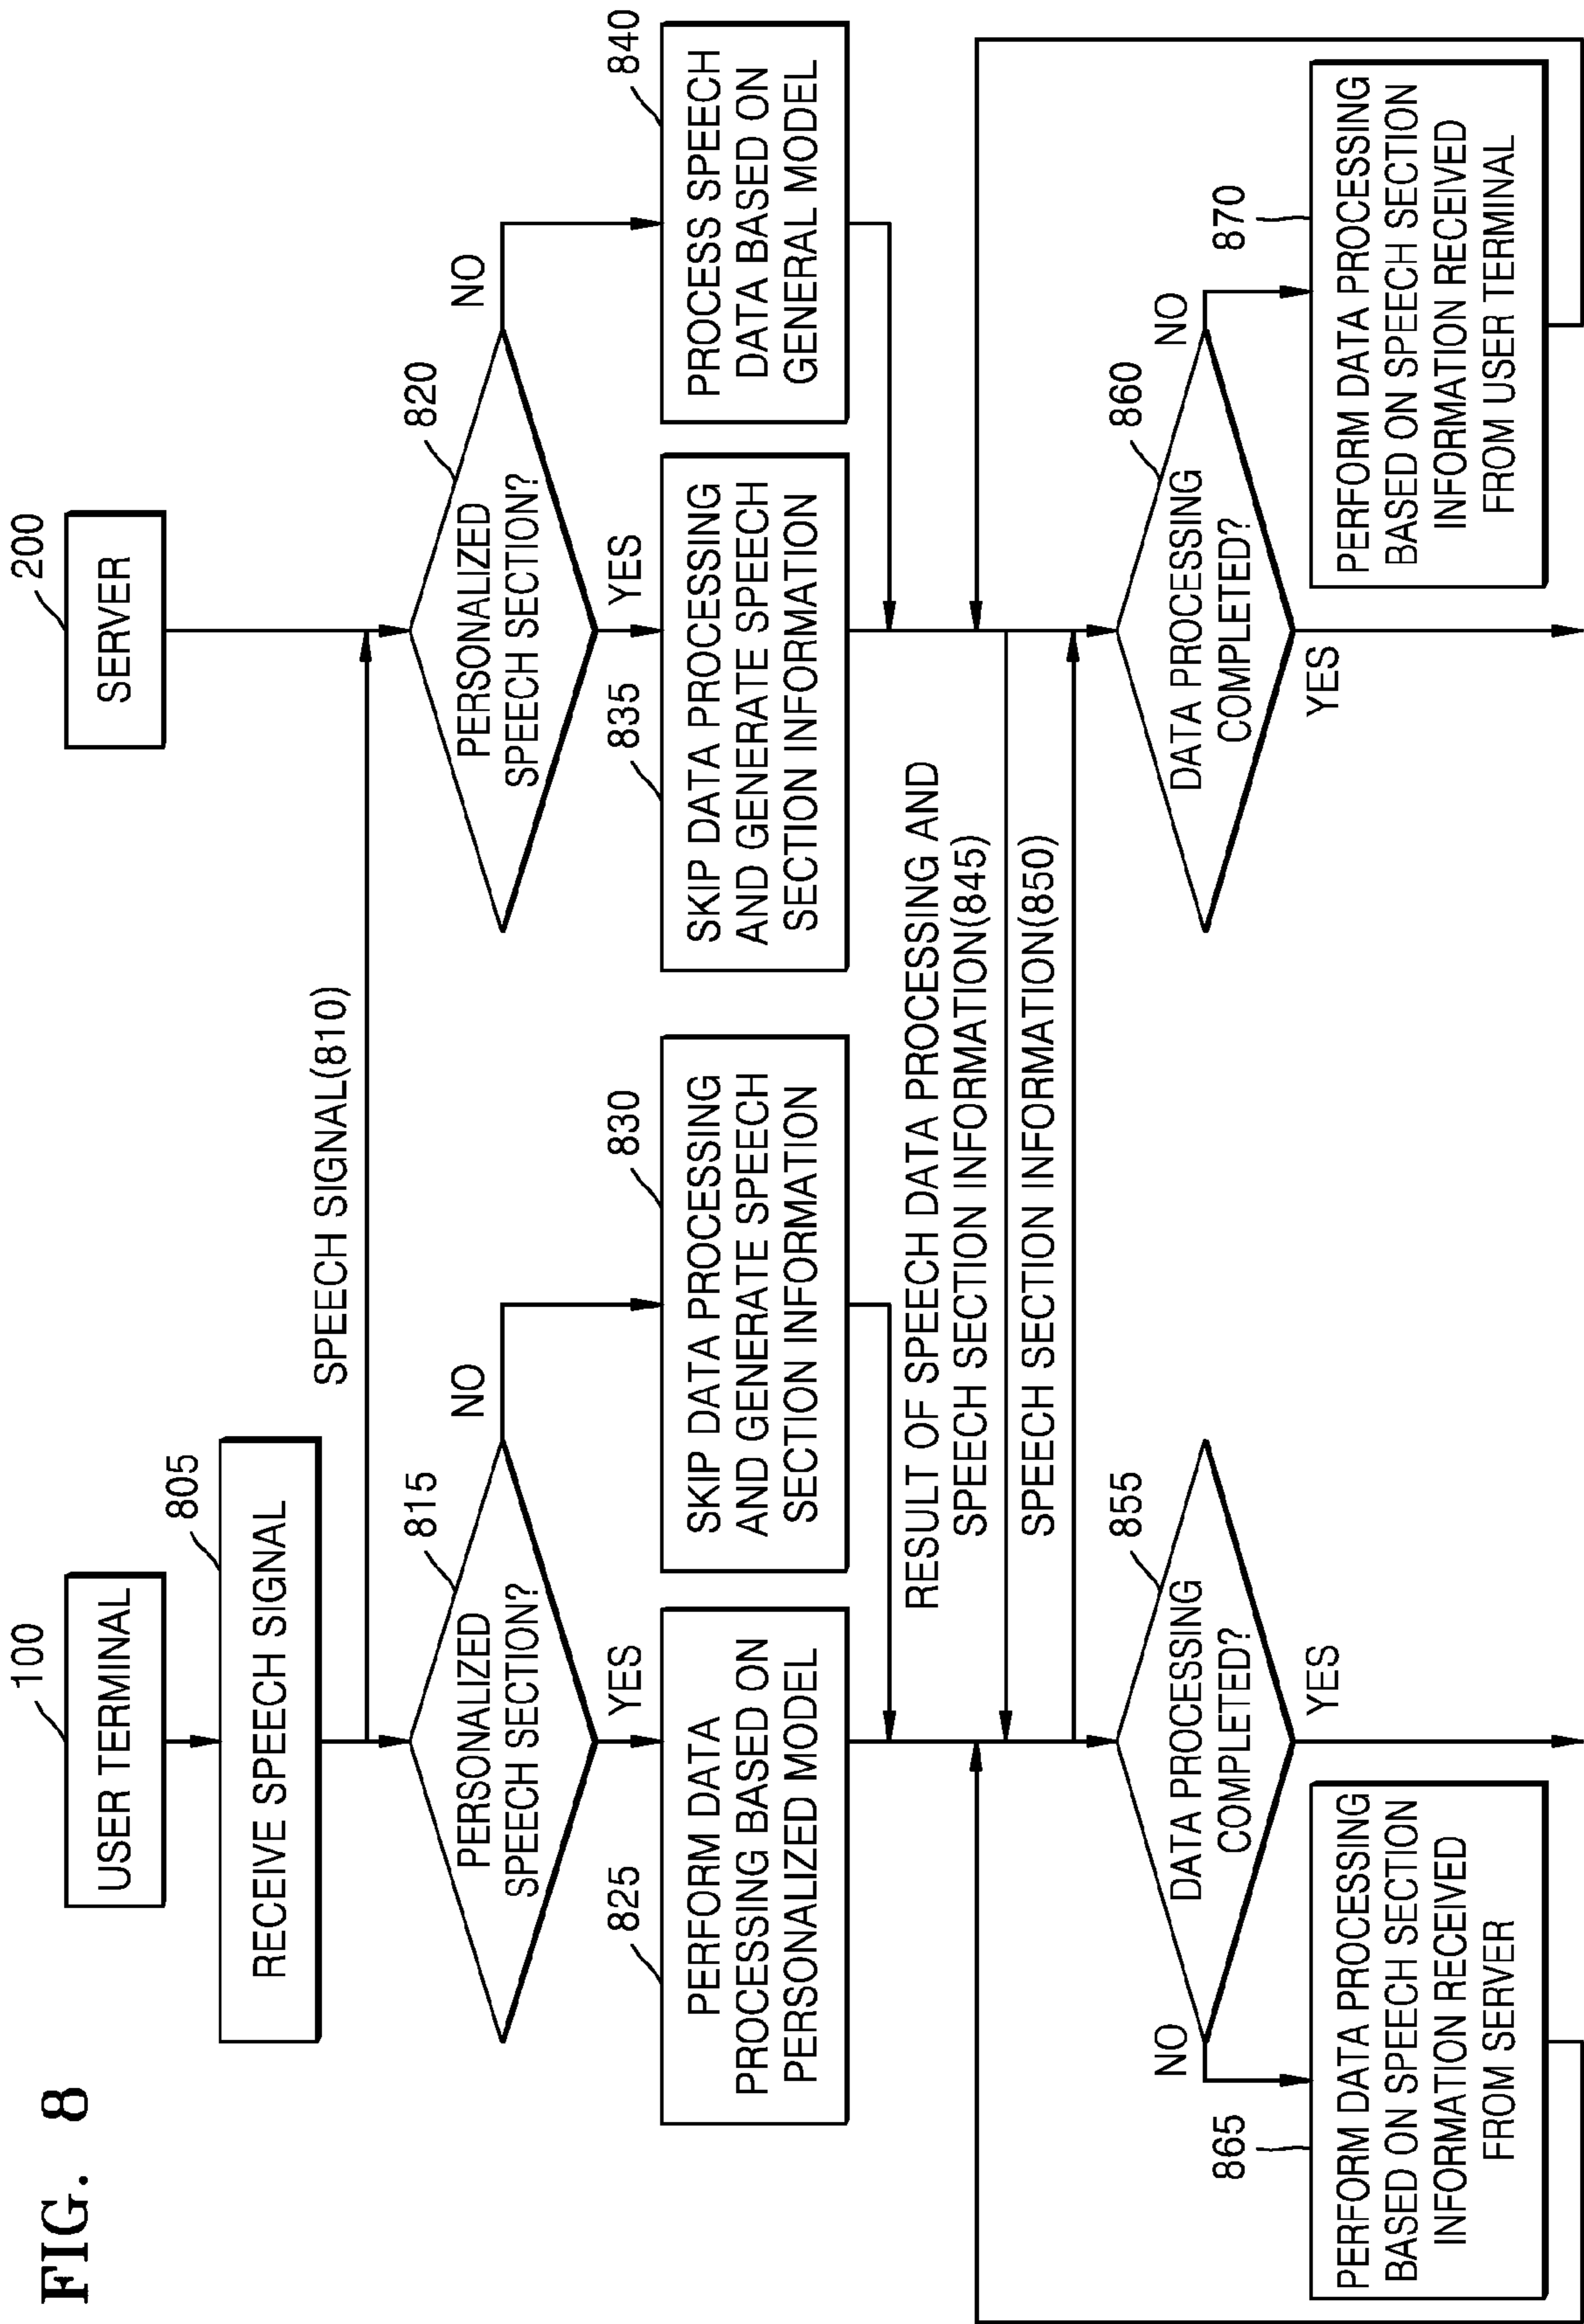 FIG. 8
100
USER TERMINAL
200
SERVER
805
RECEIVE SPEECH SIGNAL
SPEECH SIGNAL(810)
815
PERSONALIZED
SPEECH SECTION?
NO
YES
820
PERSONALIZED
SPEECH SECTION?
NO
YES
825
PERFORM DATA
PROCESSING BASED ON
PERSONALIZED MODEL
830
SKIP DATA PROCESSING
AND GENERATE SPEECH
SECTION INFORMATION
835
SKIP DATA PROCESSING
AND GENERATE SPEECH
SECTION INFORMATION
840
PROCESS SPEECH
DATA BASED ON
GENERAL MODEL
RESULT OF SPEECH DATA PROCESSING AND
SPEECH SECTION INFORMATION(845)
SPEECH SECTION INFORMATION(850)
855
DATA PROCESSING
COMPLETED?
NO
YES
860
DATA PROCESSING
COMPLETED?
NO
YES
865
PERFORM DATA PROCESSING
BASED ON SPEECH SECTION
INFORMATION RECEIVED
FROM SERVER
870
PERFORM DATA PROCESSING
BASED ON SPEECH SECTION
INFORMATION RECEIVED
FROM USER TERMINAL